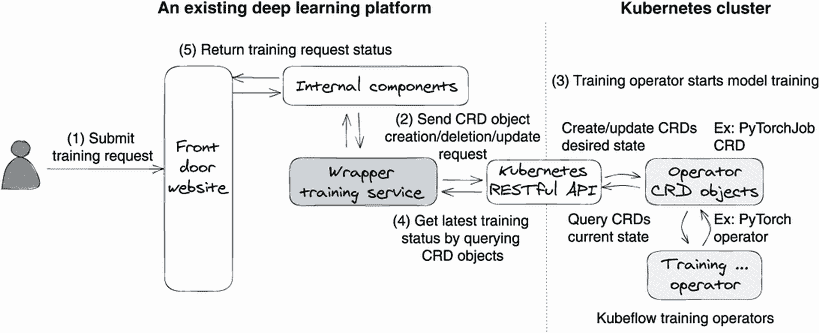 An existing deep learning platform
Kubernetes cluster
(5) Return training request status
Internal components
(3) Training operator starts model training
(1) Submit
training request
Front
door
website
(2) Send CRD object
creation/deletion/update
request
Create/update CRDs
desired state
Ex: PyTorchJob
CRD
Wrapper
training service
Kubernetes
RESTful API
Operator
CRD objects
(4) Get latest training
status by querying
CRD objects
Query CRDs
current state
Ex: PyTorch
operator
Training ...
operator
Kubeflow training operators